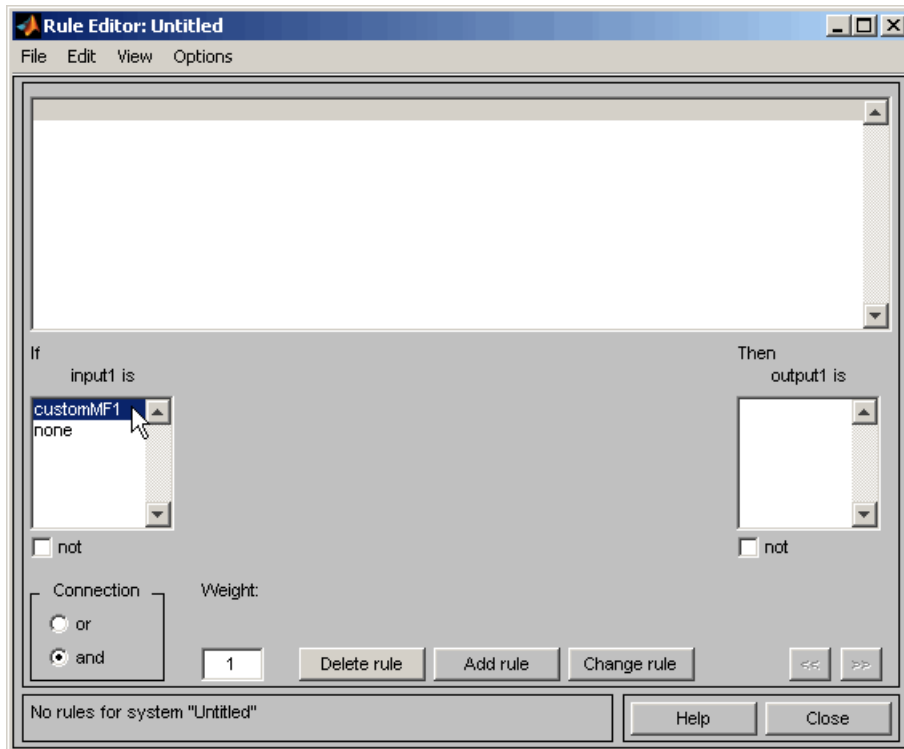 Rule Editor: Untitled
File Edit View Options
If
Then
input1 is
output1 is
customMF1
none
not
not
Connection
Weight:
or
and
1
Delete rule
Add rule
Change rule
<<
>>
No rules for system "Untitled"
Help
Close